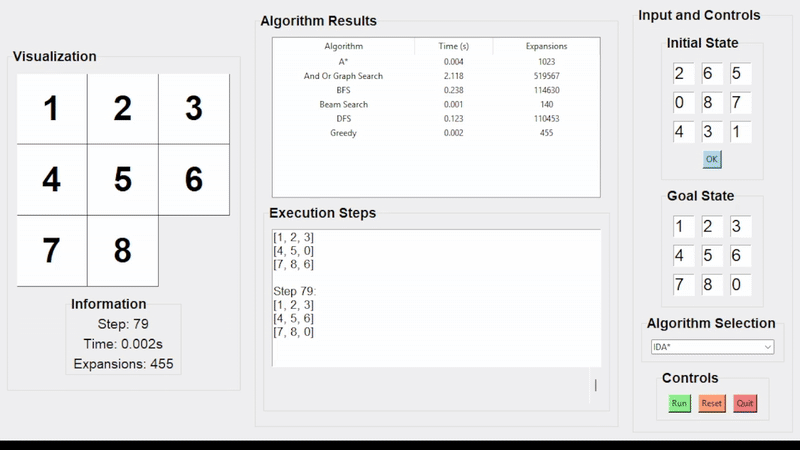 Visualization
1 2 3
4 5 6
7 8
Information
Step: 79
Time: 0.002s
Expansions: 455
Algorithm Results
Algorithm Time (s) Expansions
A* 0.004 1023
And Or Graph Search 2.118 519567
BFS 0.238 114630
Beam Search 0.001 140
DFS 0.123 110453
Greedy 0.002 455
Execution Steps
[1, 2, 3]
[4, 5, 0]
[7, 8, 6]
Step 79:
[1, 2, 3]
[4, 5, 6]
[7, 8, 0]
Input and Controls
Initial State
2 6 5
0 8 7
4 3 1
OK
Goal State
1 2 3
4 5 6
7 8 0
Algorithm Selection
IDA*
Controls
Run Reset Quit